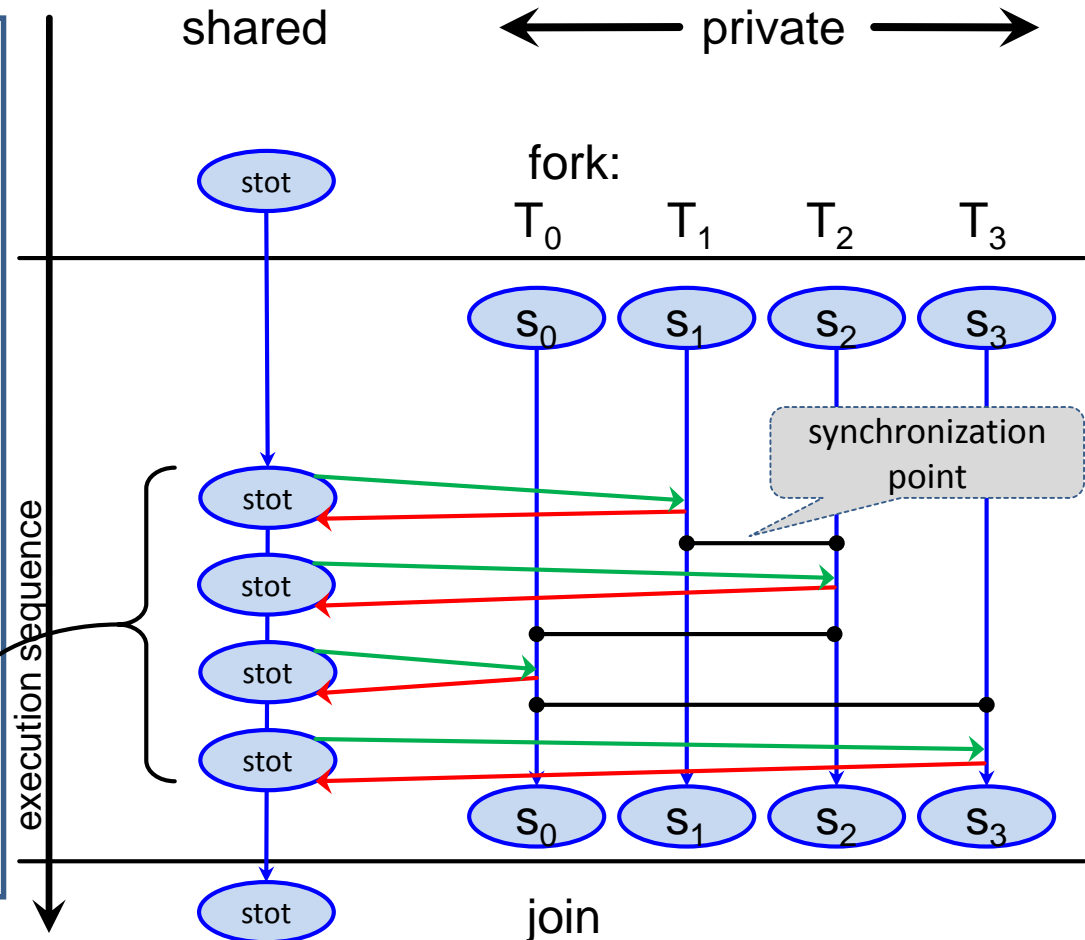 shared private
stot
fork:
T₀ T₁ T₂ T₃
s₀ s₁ s₂ s₃
synchronization
point
stot
stot
stot
stot
execution sequence
s₀ s₁ s₂ s₃
stot
join